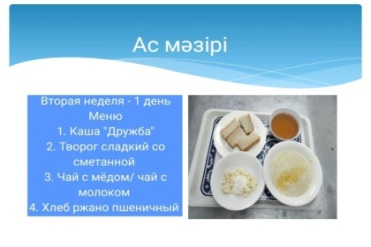 Ас мәзірі
Вторая неделя - 1 день
Меню
1. Каша "Дружба"
2. Творог сладкий со
сметанной
3. Чай с мёдом/ чай с
молоком
4. Хлеб ржано пшеничный